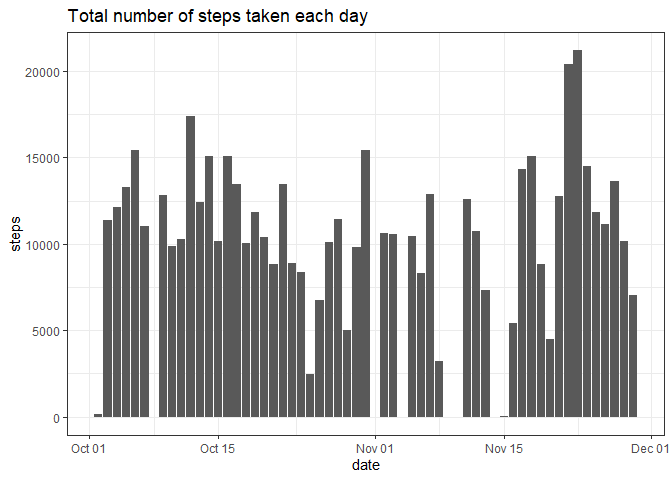 Total number of steps taken each day
20000
15000
10000
5000
0
steps
Oct 01 Oct 15 Nov 01 Nov 15 Dec 01
date